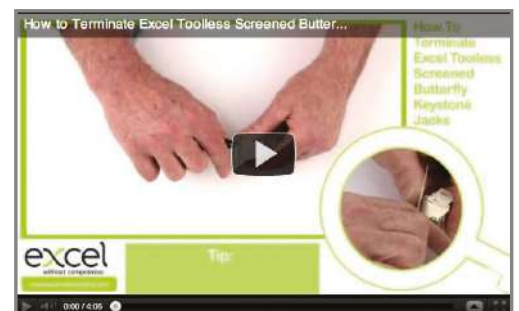 How to Terminate Excel Toolless Screened Butter...
How To
Terminate
Excel Toolless
Screened
Butterfly
Keystone
Jacks
excel
without compromise.
Tip:
0:00 / 4:05